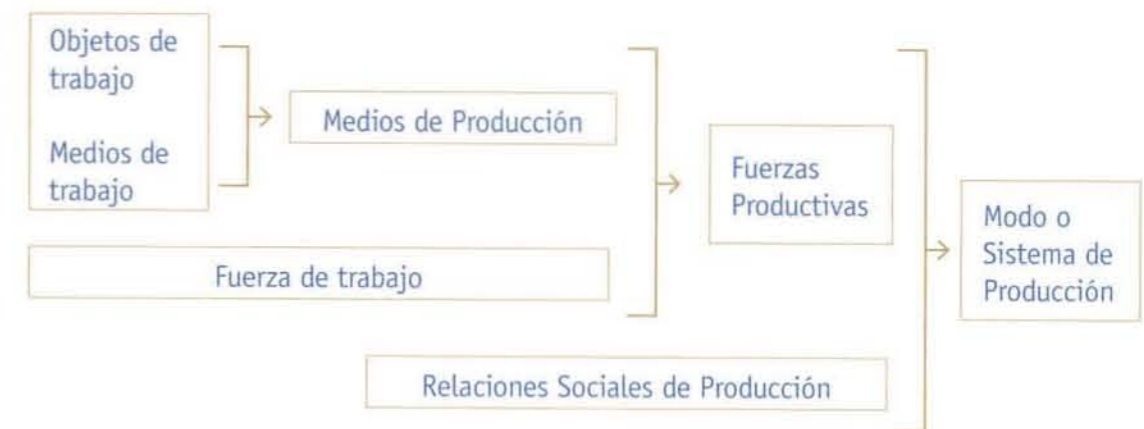 Objetos de
trabajo
Medios de
trabajo
Medios de Producción
Fuerza de trabajo
Fuerzas
Productivas
Relaciones Sociales de Producción
Modo o
Sistema de
Producción